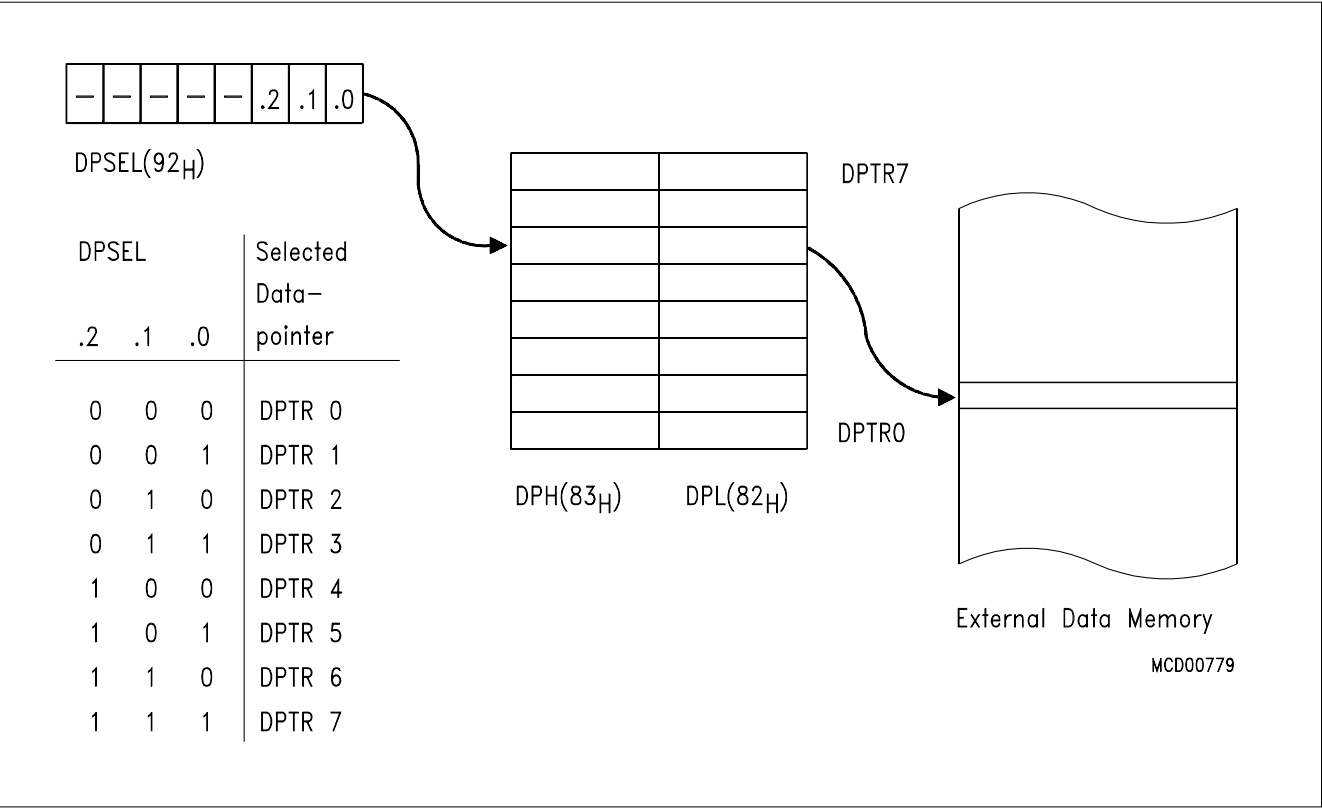 – – – – – .2 .1 .0
DPSEL(92H)
DPTR7
DPTR0
DPH(83H) DPL(82H)
DPSEL Selected
Data–
.2 .1 .0 pointer
0 0 0 DPTR 0
0 0 1 DPTR 1
0 1 0 DPTR 2
0 1 1 DPTR 3
1 0 0 DPTR 4
1 0 1 DPTR 5
1 1 0 DPTR 6
1 1 1 DPTR 7
External Data Memory
MCD00779